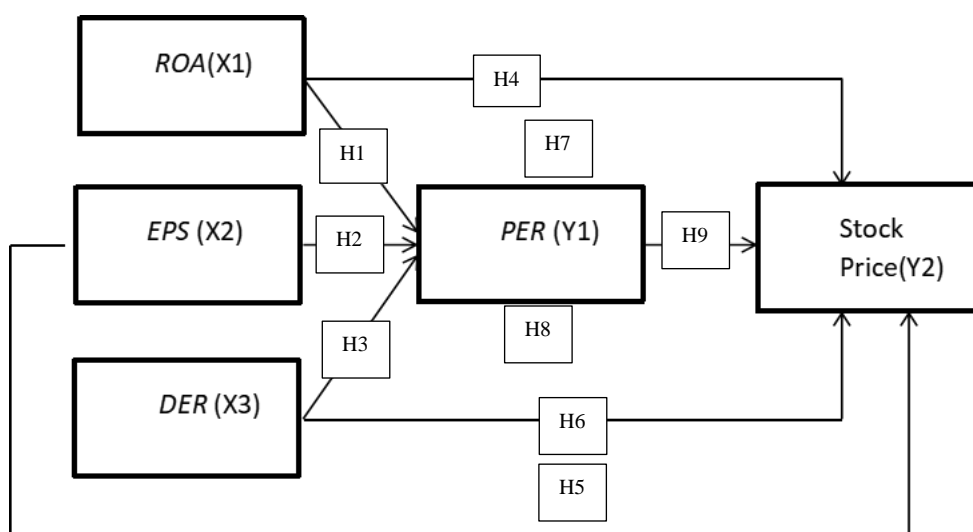 ROA(X1)
H4
H7
H1
EPS (X2)
H2
PER (Y1)
H9
Stock
Price(Y2)
H8
H3
DER (X3)
H6
H5